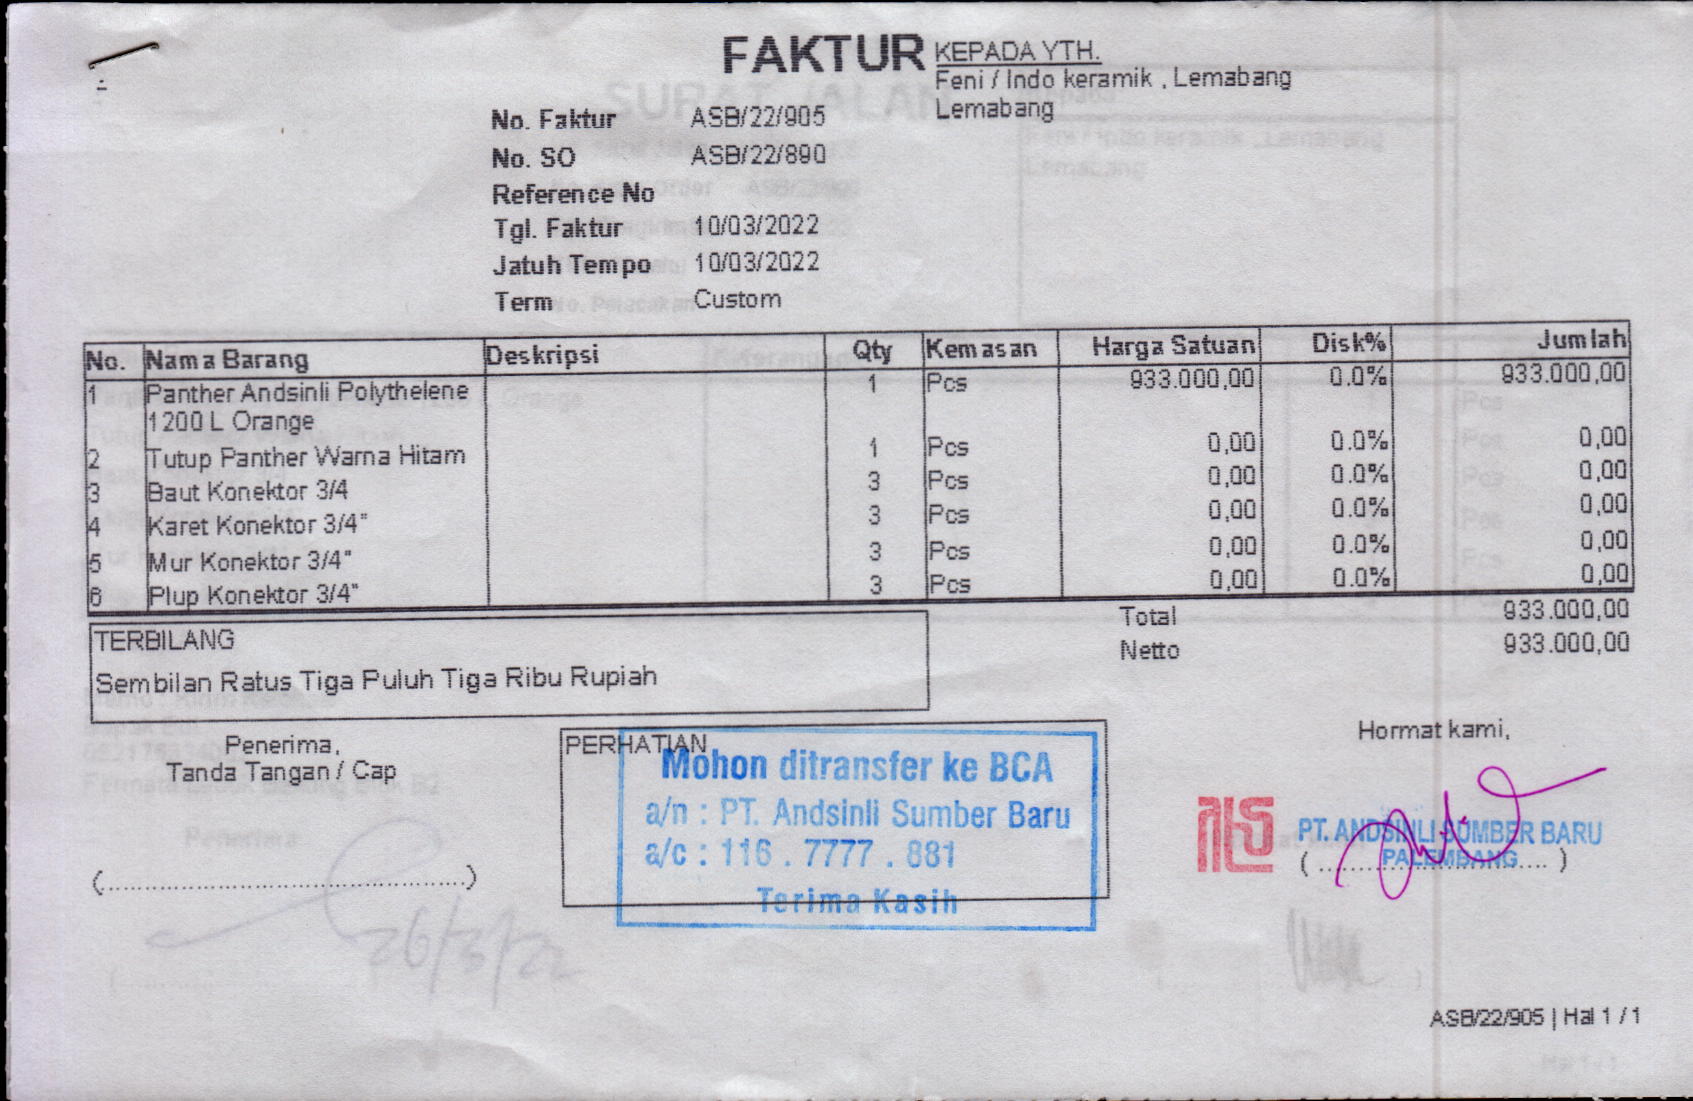 FAKTUR
KEPADA YTH.
Feni / Indo keramik , Lemabang
Lemabang
No. Faktur ASB/22/905
No. SO ASB/22/890
Reference No
Tgl. Faktur 10/03/2022
Jatuh Tempo 10/03/2022
Term Custom
No. Nama Barang Deskripsi Qty Kemasan Harga Satuan Disk% Jumlah
1 Panther Andsinli Polythelene 1 Pcs 933.000,00 0.0% 933.000,00
1200 L Orange
2 Tutup Panther Warna Hitam 1 Pcs 0,00 0.0% 0,00
3 Baut Konektor 3/4 3 Pcs 0,00 0.0% 0,00
4 Karet Konektor 3/4" 3 Pcs 0,00 0.0% 0,00
5 Mur Konektor 3/4" 3 Pcs 0,00 0.0% 0,00
6 Plup Konektor 3/4" 3 Pcs 0,00 0.0% 0,00
Total 933.000,00
Netto 933.000,00
TERBILANG
Sembilan Ratus Tiga Puluh Tiga Ribu Rupiah
Penerima,
Tanda Tangan / Cap
(................................................)
PERHATIAN
Mohon ditransfer ke BCA
a/n : PT. Andsinli Sumber Baru
a/c : 116 . 7777 . 881
Terima Kasih
Hormat kami,
PT. ANDSINLI SUMBER BARU
PALEMBANG
26/3/22
ASB/22/905 | Hal 1 / 1